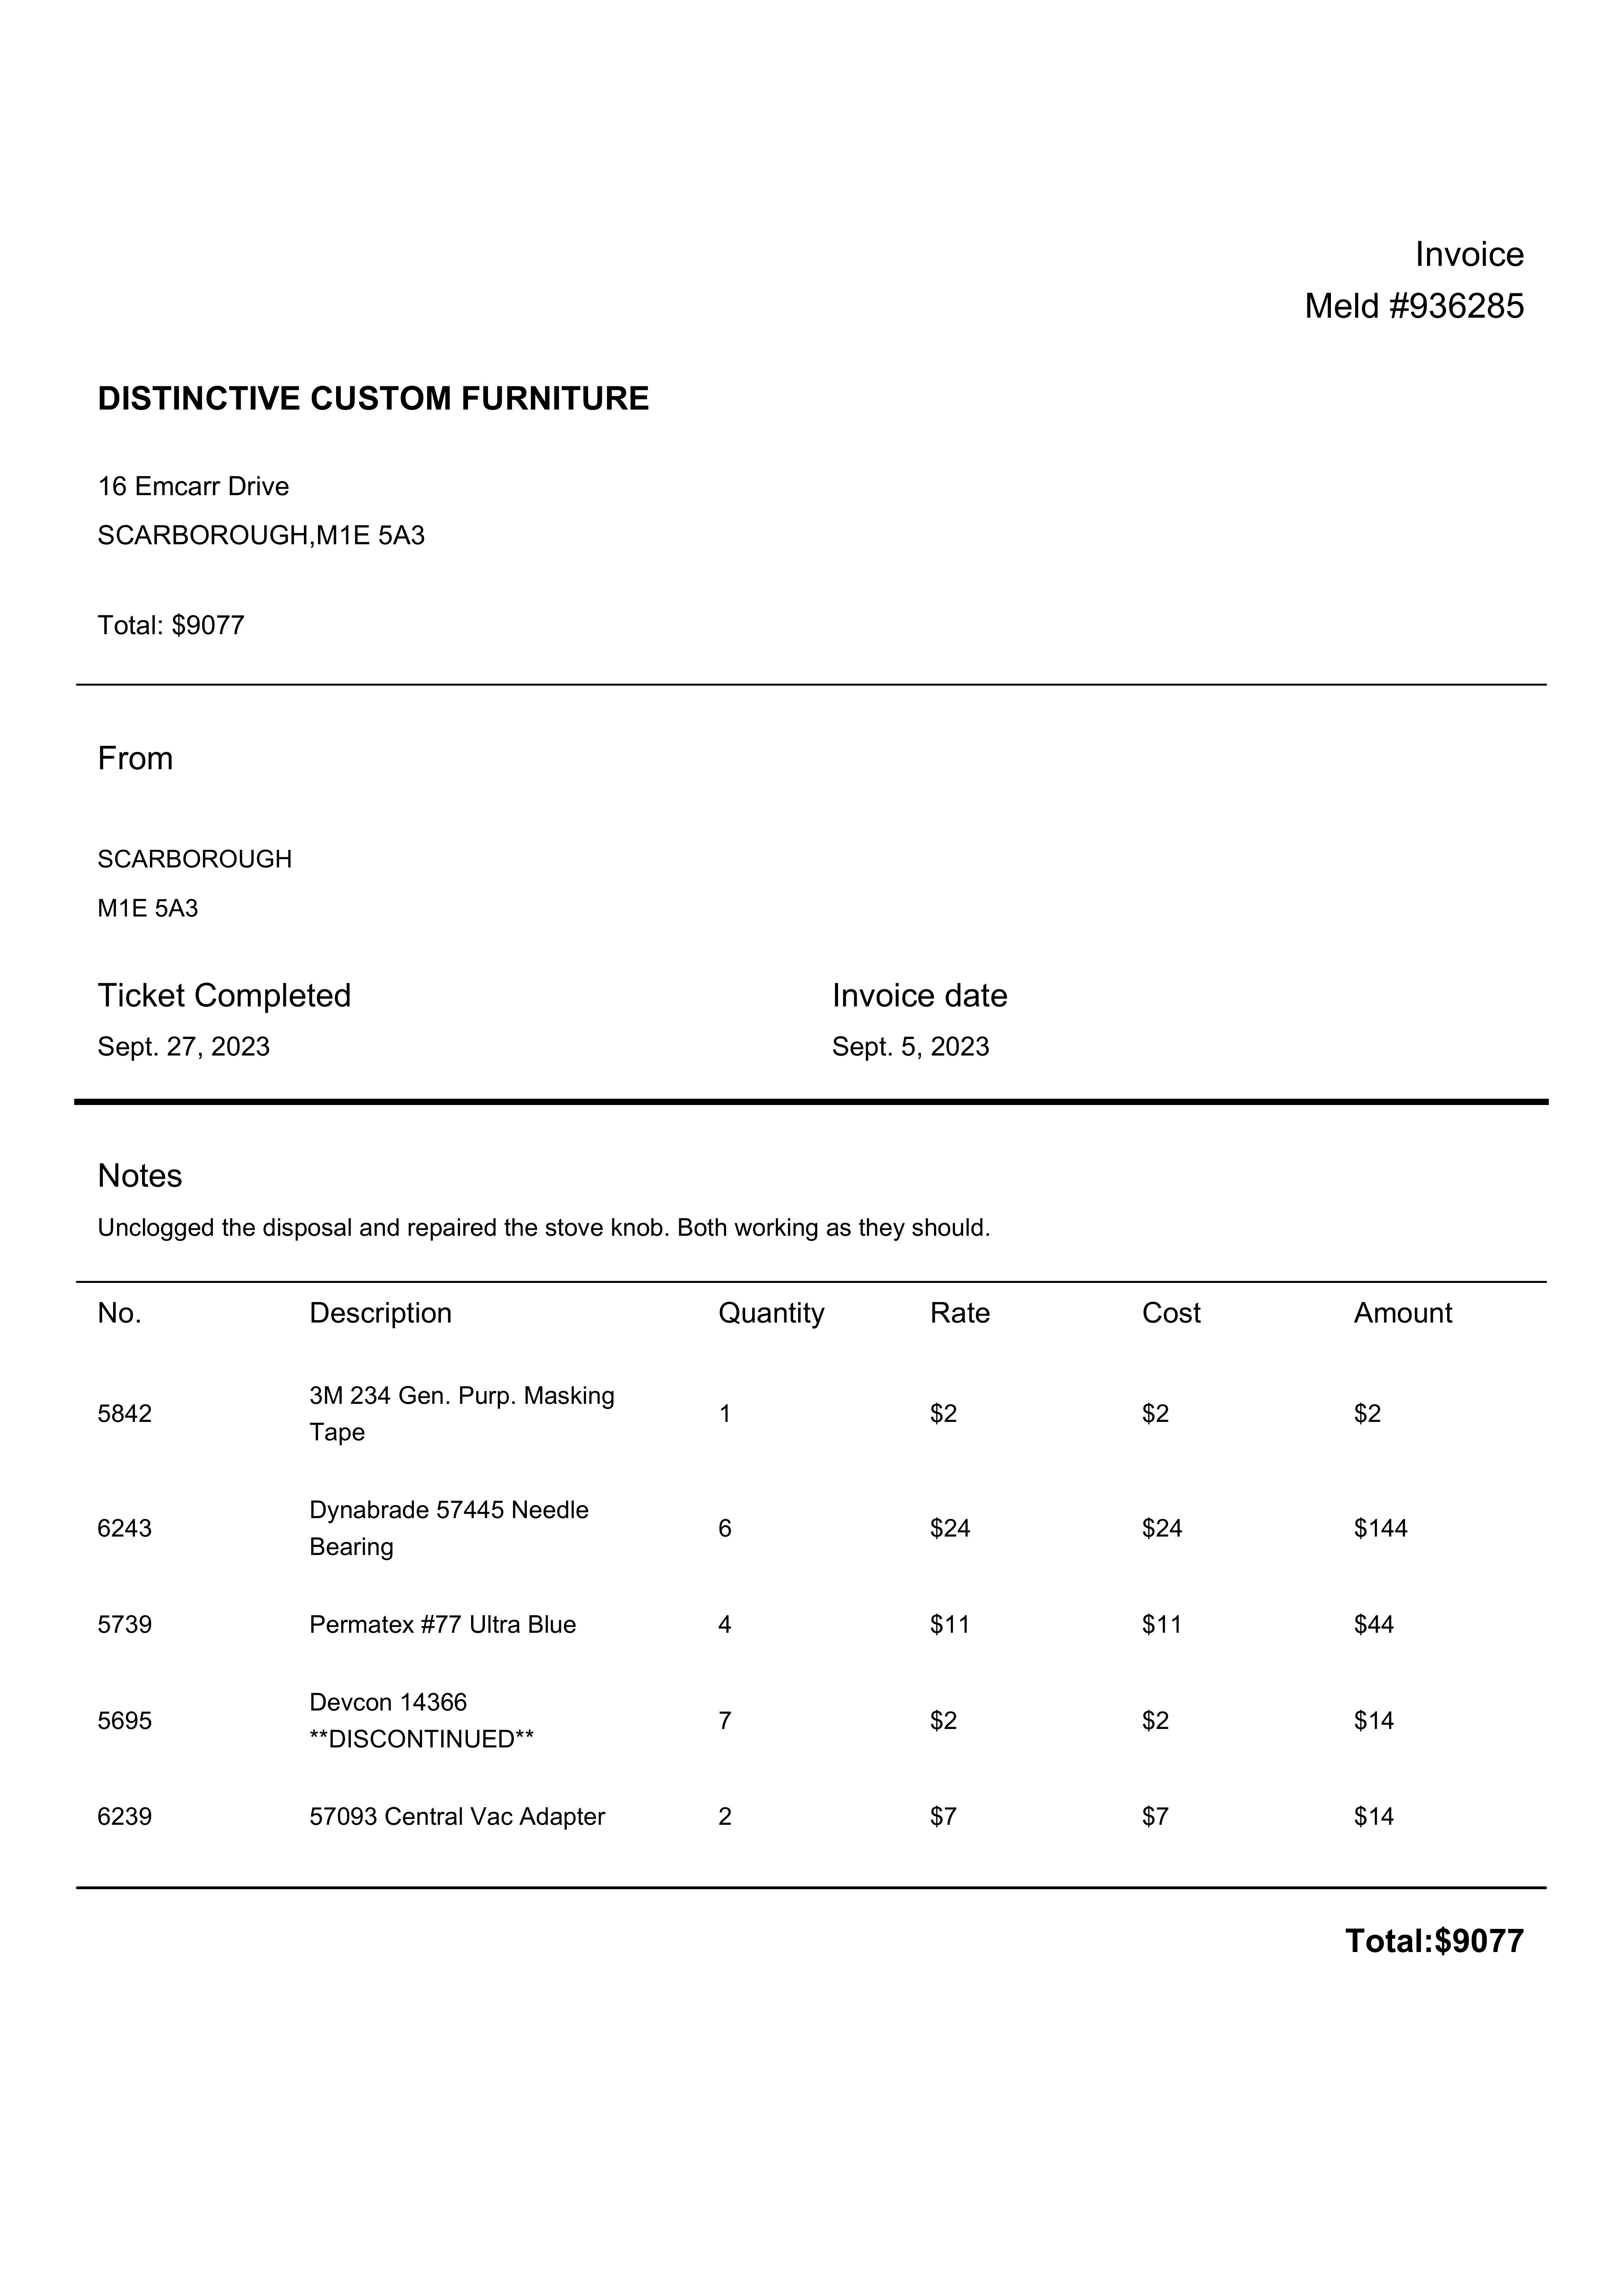 Invoice
Meld #936285
DISTINCTIVE CUSTOM FURNITURE
16 Emcarr Drive
SCARBOROUGH,M1E 5A3
Total: $9077
From
SCARBOROUGH
M1E 5A3
Ticket Completed Invoice date
Sept. 27, 2023 Sept. 5, 2023
Notes
Unclogged the disposal and repaired the stove knob. Both working as they should.
No. Description Quantity Rate Cost Amount
5842 3M 234 Gen. Purp. Masking 1 $2 $2 $2
Tape
6243 Dynabrade 57445 Needle 6 $24 $24 $144
Bearing
5739 Permatex #77 Ultra Blue 4 $11 $11 $44
5695 Devcon 14366 7 $2 $2 $14
**DISCONTINUED**
6239 57093 Central Vac Adapter 2 $7 $7 $14
Total:$9077